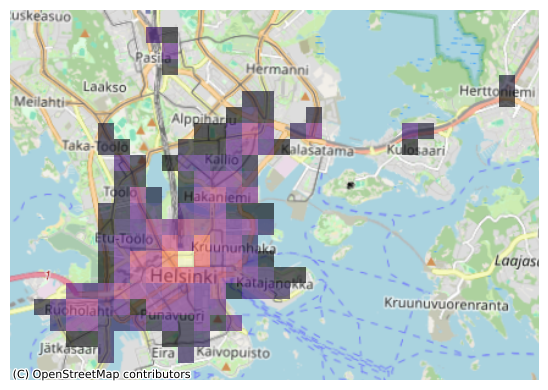 uskeasuo
Pasila
Hermanni
Laakso
Meilahti
Herttoniemi
Alppiharju
Taka-Töölö
Kalasatama
Kulosaari
Kallio
Töölö
Hakaniemi
Etu-Töölö
Kruununhaka
Laajasa
1
Helsinki
Katajanokka
Kruunuvuorenranta
Ruoholahti
Punavuori
Jätkäsaari
Eira
Kaivopuisto
(C) OpenStreetMap contributors